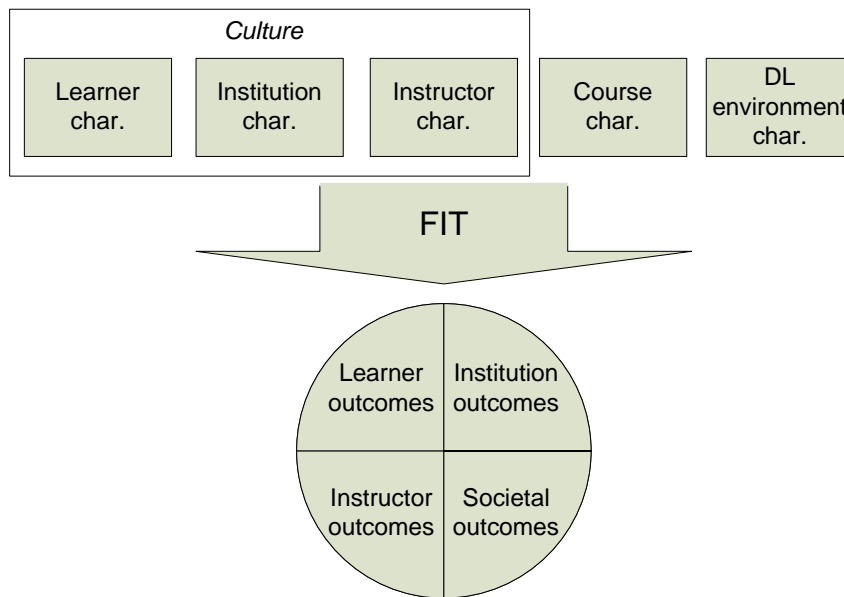 Culture
Learner
char.
Institution
char.
Instructor
char.
Course
char.
DL
environment
char.
FIT
Learner
outcomes
Institution
outcomes
Instructor
outcomes
Societal
outcomes